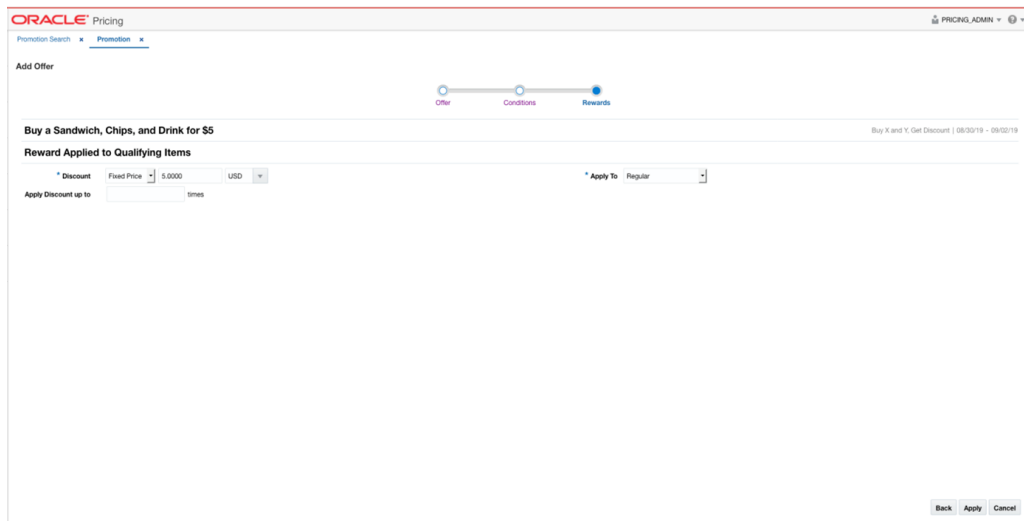 ORACLE® Pricing PRICING_ADMIN
Promotion Search x Promotion x
Add Offer
Offer Conditions Rewards
Buy a Sandwich, Chips, and Drink for $5 Buy X and Y, Get Discount | 08/30/19 - 09/02/19
Reward Applied to Qualifying Items
* Discount Fixed Price 5.0000 USD * Apply To Regular
Apply Discount up to times
Back Apply Cancel